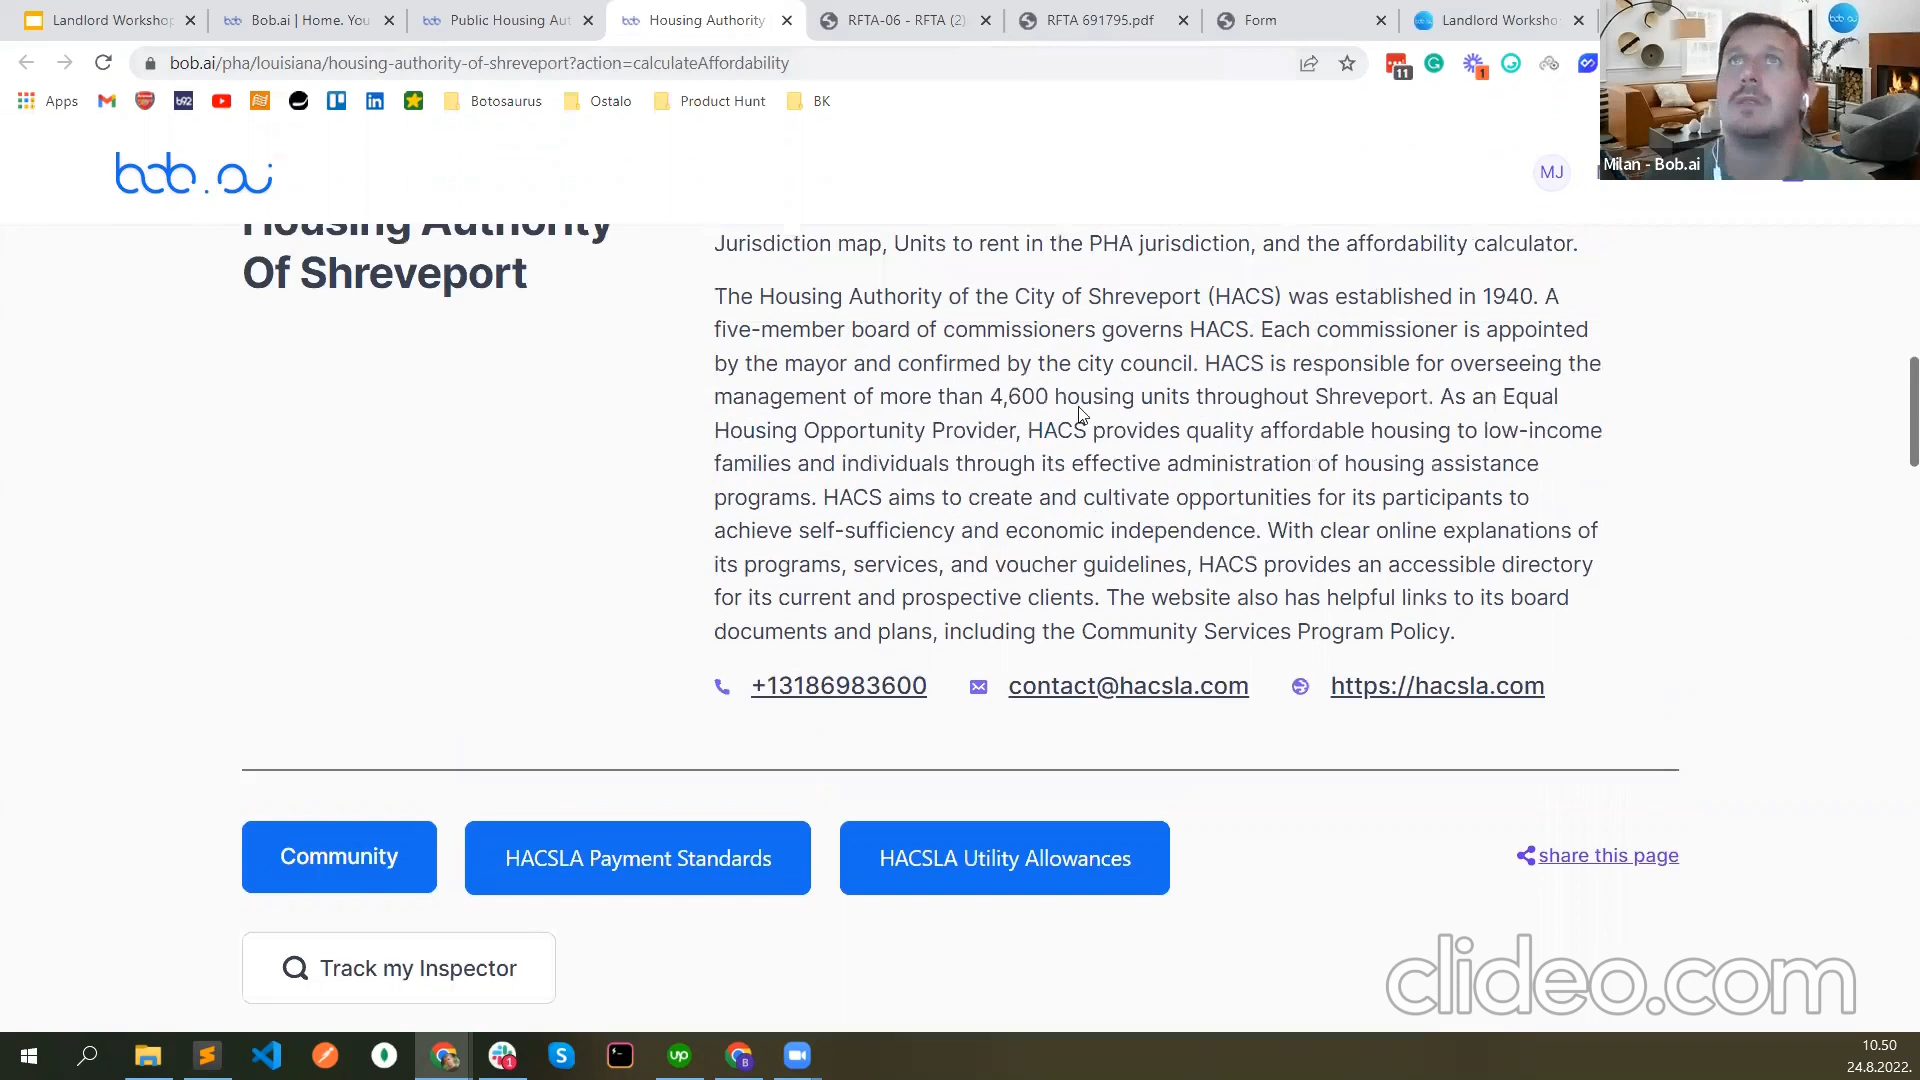 Landlord Workshop
Bob.ai | Home. You
Public Housing Aut
Housing Authority
RFTA-06 - RFTA (2)
RFTA 691795.pdf
Form
Landlord Worksho
bob.ai/pha/louisiana/housing-authority-of-shreveport?action=calculateAffordability
11
1
Apps
b92
Botosaurus
Ostalo
Product Hunt
BK
bob.ai
MJ
bob.ai
Milan - Bob.ai
Housing Authority
Of Shreveport
Jurisdiction map, Units to rent in the PHA jurisdiction, and the affordability calculator.
The Housing Authority of the City of Shreveport (HACS) was established in 1940. A
five-member board of commissioners governs HACS. Each commissioner is appointed
by the mayor and confirmed by the city council. HACS is responsible for overseeing the
management of more than 4,600 housing units throughout Shreveport. As an Equal
Housing Opportunity Provider, HACS provides quality affordable housing to low-income
families and individuals through its effective administration of housing assistance
programs. HACS aims to create and cultivate opportunities for its participants to
achieve self-sufficiency and economic independence. With clear online explanations of
its programs, services, and voucher guidelines, HACS provides an accessible directory
for its current and prospective clients. The website also has helpful links to its board
documents and plans, including the Community Services Program Policy.
+13186983600
contact@hacsla.com
https://hacsla.com
Community
HACSLA Payment Standards
HACSLA Utility Allowances
share this page
Track my Inspector
clideo.com
1
up
B
10.50
24.8.2022.